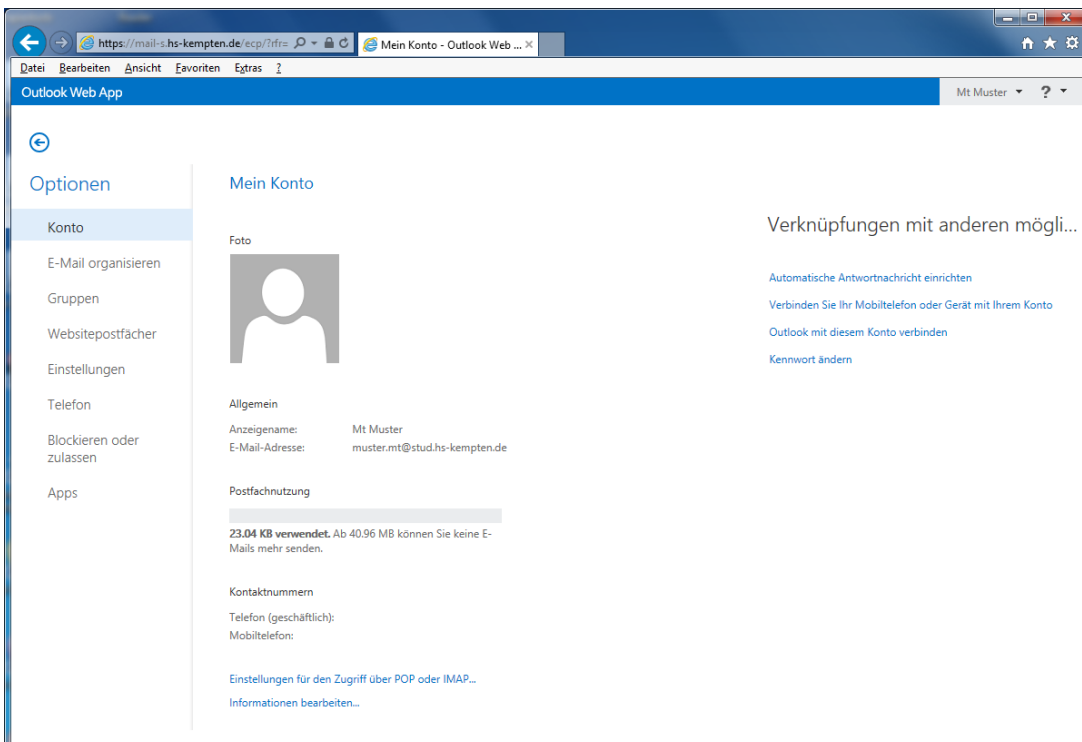 https://mail-s.hs-kempten.de/ecp/?rfr=
Mein Konto - Outlook Web ...
Datei Bearbeiten Ansicht Favoriten Extras ?
Outlook Web App
Mt Muster ?
Optionen
Konto
E-Mail organisieren
Gruppen
Websitepostfächer
Einstellungen
Telefon
Blockieren oder
zulassen
Apps
Mein Konto
Foto
Allgemein
Anzeigename: Mt Muster
E-Mail-Adresse: muster.mt@stud.hs-kempten.de
Postfachnutzung
23.04 KB verwendet. Ab 40.96 MB können Sie keine E-
Mails mehr senden.
Kontaktnummern
Telefon (geschäftlich):
Mobiltelefon:
Einstellungen für den Zugriff über POP oder IMAP...
Informationen bearbeiten...
Verknüpfungen mit anderen mögli...
Automatische Antwortnachricht einrichten
Verbinden Sie Ihr Mobiltelefon oder Gerät mit Ihrem Konto
Outlook mit diesem Konto verbinden
Kennwort ändern